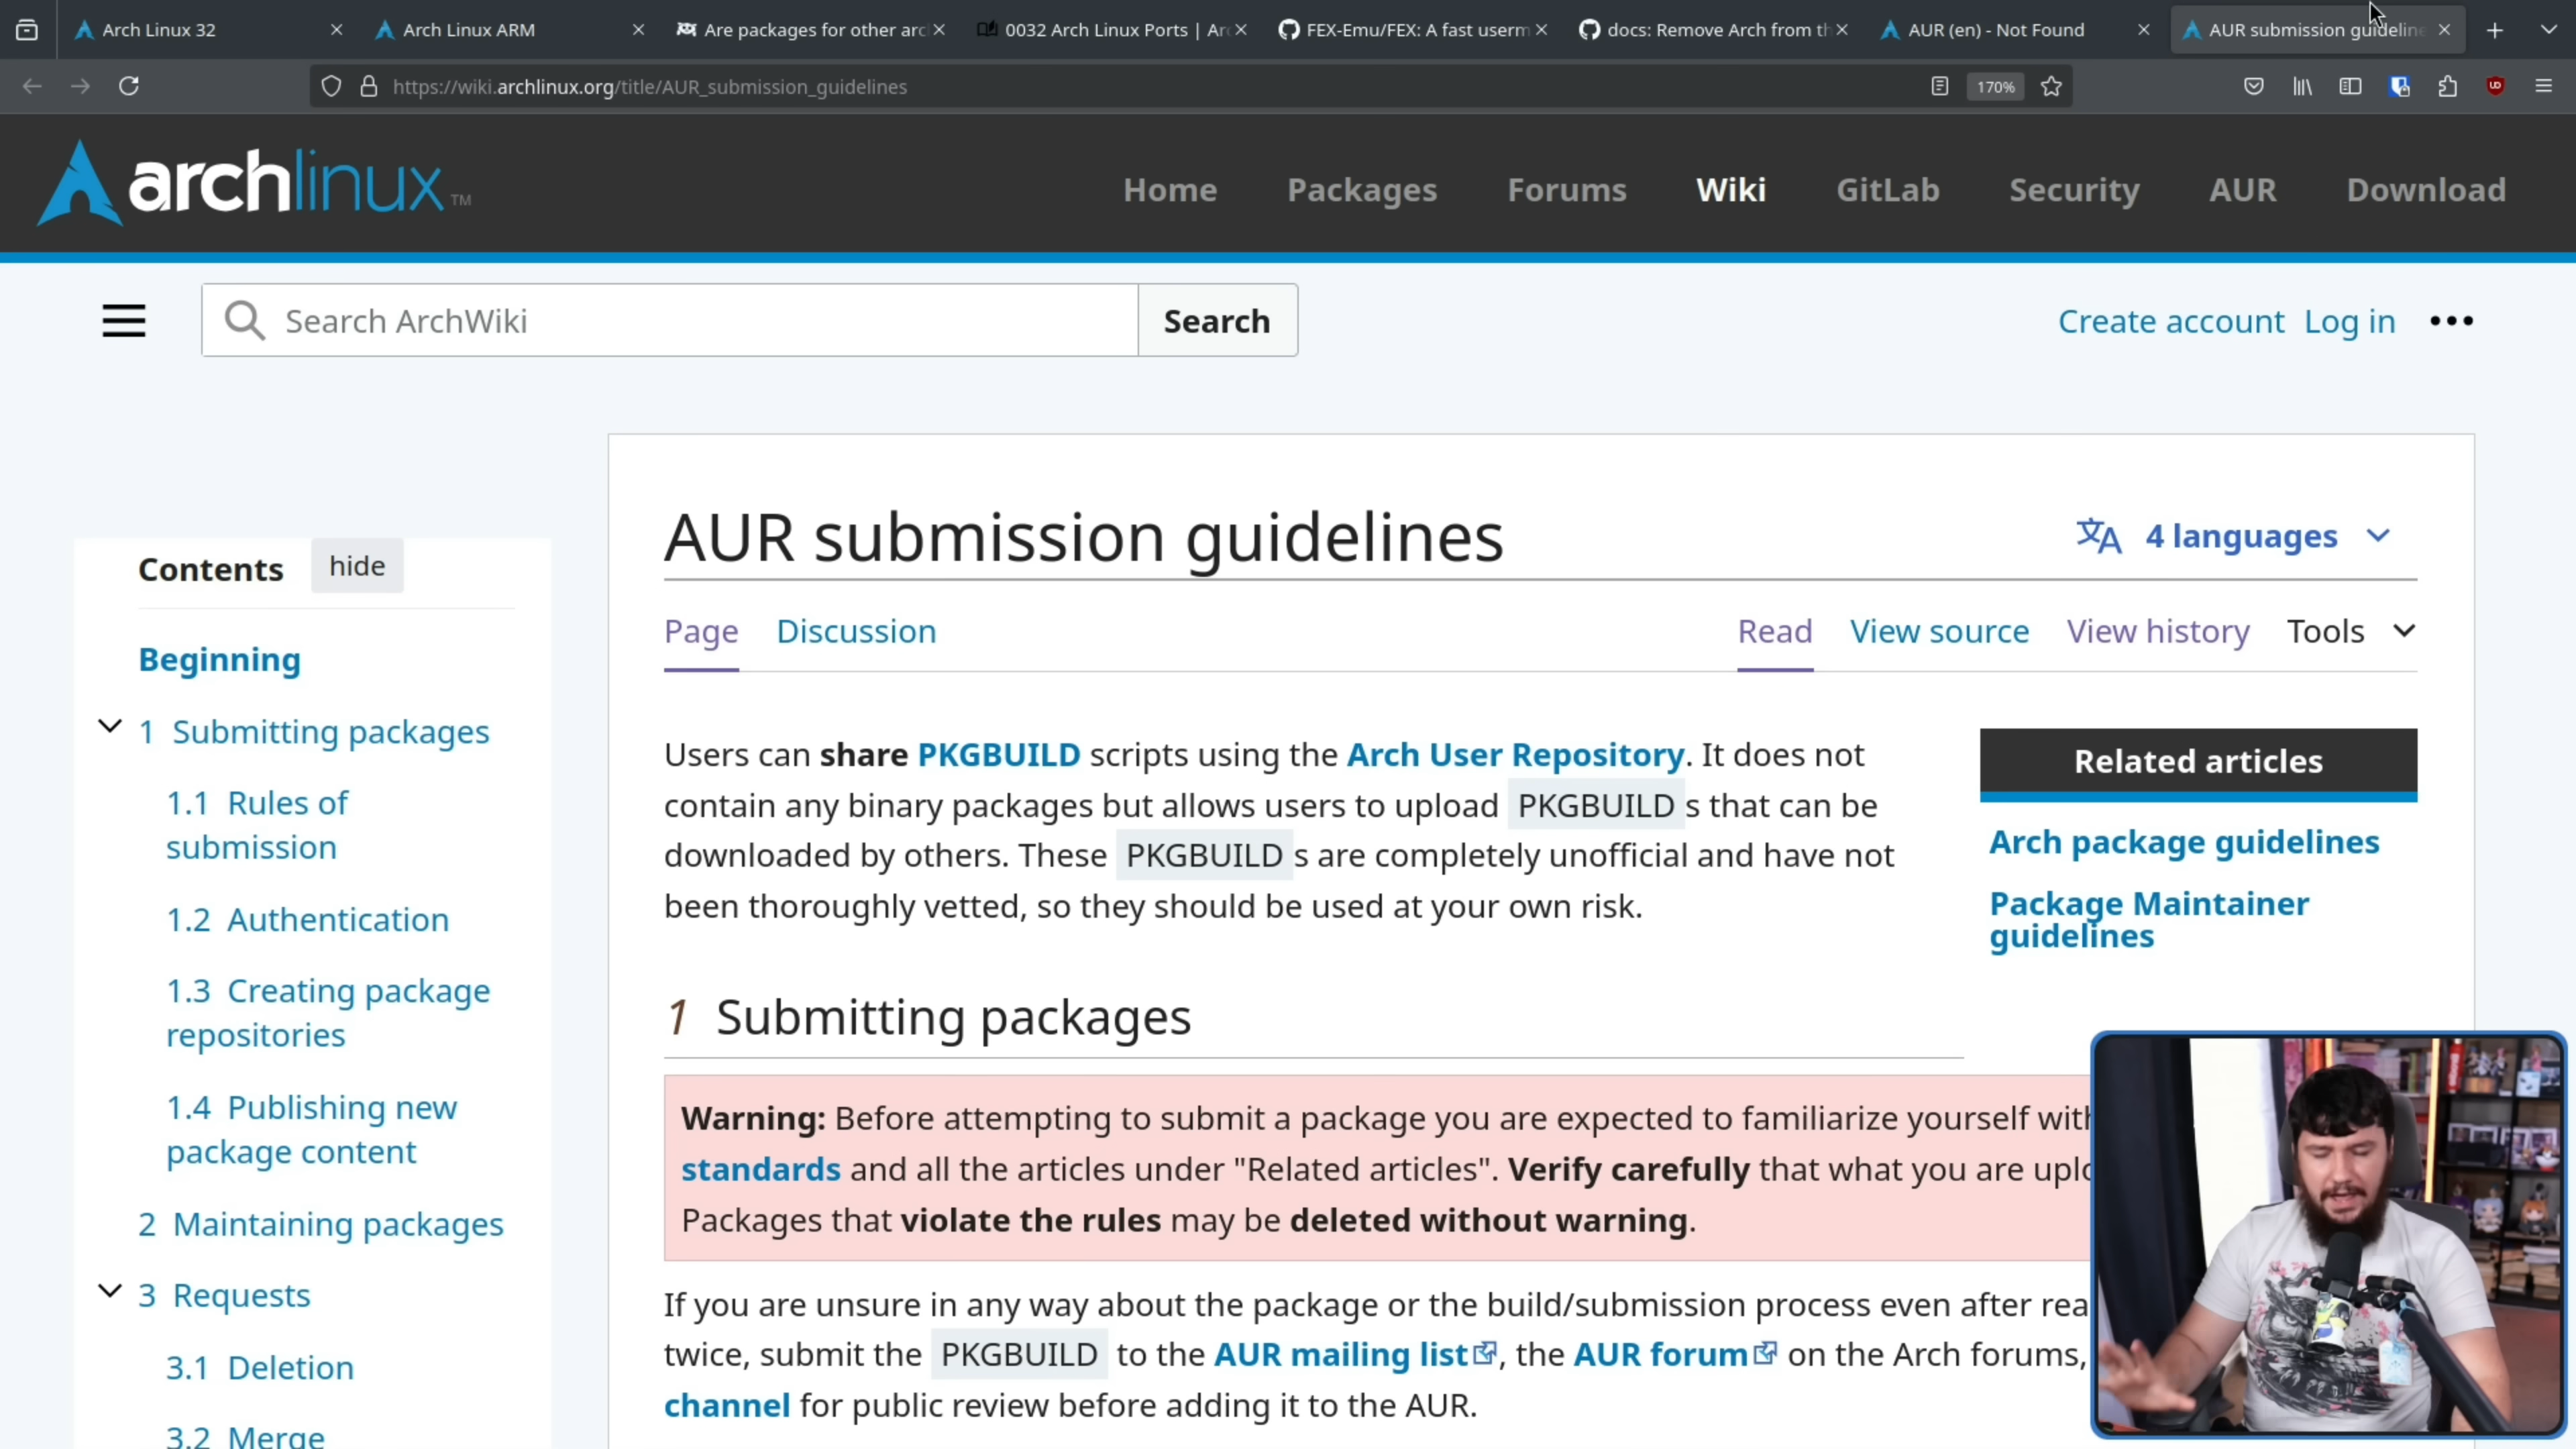 Arch Linux 32
Arch Linux ARM
Are packages for other arc
0032 Arch Linux Ports | Arc
FEX-Emu/FEX: A fast userm
docs: Remove Arch from th
AUR (en) - Not Found
AUR submission guideline
https://wiki.archlinux.org/title/AUR_submission_guidelines
170%
archlinux™
Home
Packages
Forums
Wiki
GitLab
Security
AUR
Download
Search ArchWiki
Search
Create account
Log in
Contents
hide
Beginning
1 Submitting packages
1.1 Rules of
submission
1.2 Authentication
1.3 Creating package
repositories
1.4 Publishing new
package content
2 Maintaining packages
3 Requests
3.1 Deletion
3.2 Merge
AUR submission guidelines
4 languages
Page
Discussion
Read
View source
View history
Tools
Users can share PKGBUILD scripts using the Arch User Repository. It does not
contain any binary packages but allows users to upload PKGBUILDs that can be
downloaded by others. These PKGBUILDs are completely unofficial and have not
been thoroughly vetted, so they should be used at your own risk.
Related articles
Arch package guidelines
Package Maintainer
guidelines
1 Submitting packages
Warning: Before attempting to submit a package you are expected to familiarize yourself with
standards and all the articles under "Related articles". Verify carefully that what you are uplo
Packages that violate the rules may be deleted without warning.
If you are unsure in any way about the package or the build/submission process even after rea
twice, submit the PKGBUILD to the AUR mailing list, the AUR forum on the Arch forums,
channel for public review before adding it to the AUR.